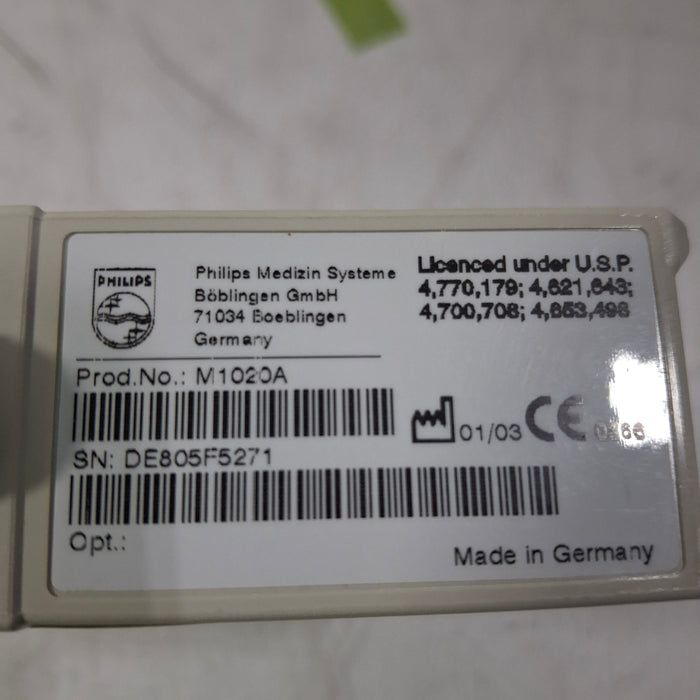 PHILIPS
Philips Medizin Systeme
Böblingen GmbH
71034 Boeblingen
Germany
Licenced under U.S.P.
4,770,179; 4,621,643;
4,700,708; 4,653,498
Prod.No.: M1020A
01/03 CE
SN: DE805F5271
Opt.:
Made in Germany